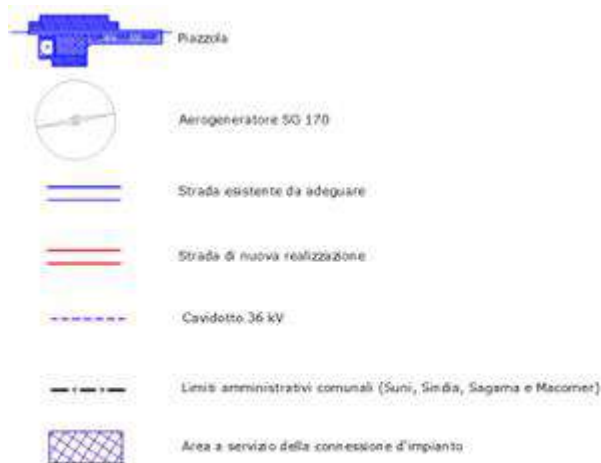 Piazzola
Aerogeneratore SG 170
Strada esistente da adeguare
Strada di nuova realizzazione
Cavidotto 36 kV
Limiti amministrativi comunali (Suni, Sindia, Sagama e Macomer)
Area a servizio della connessione d'impianto